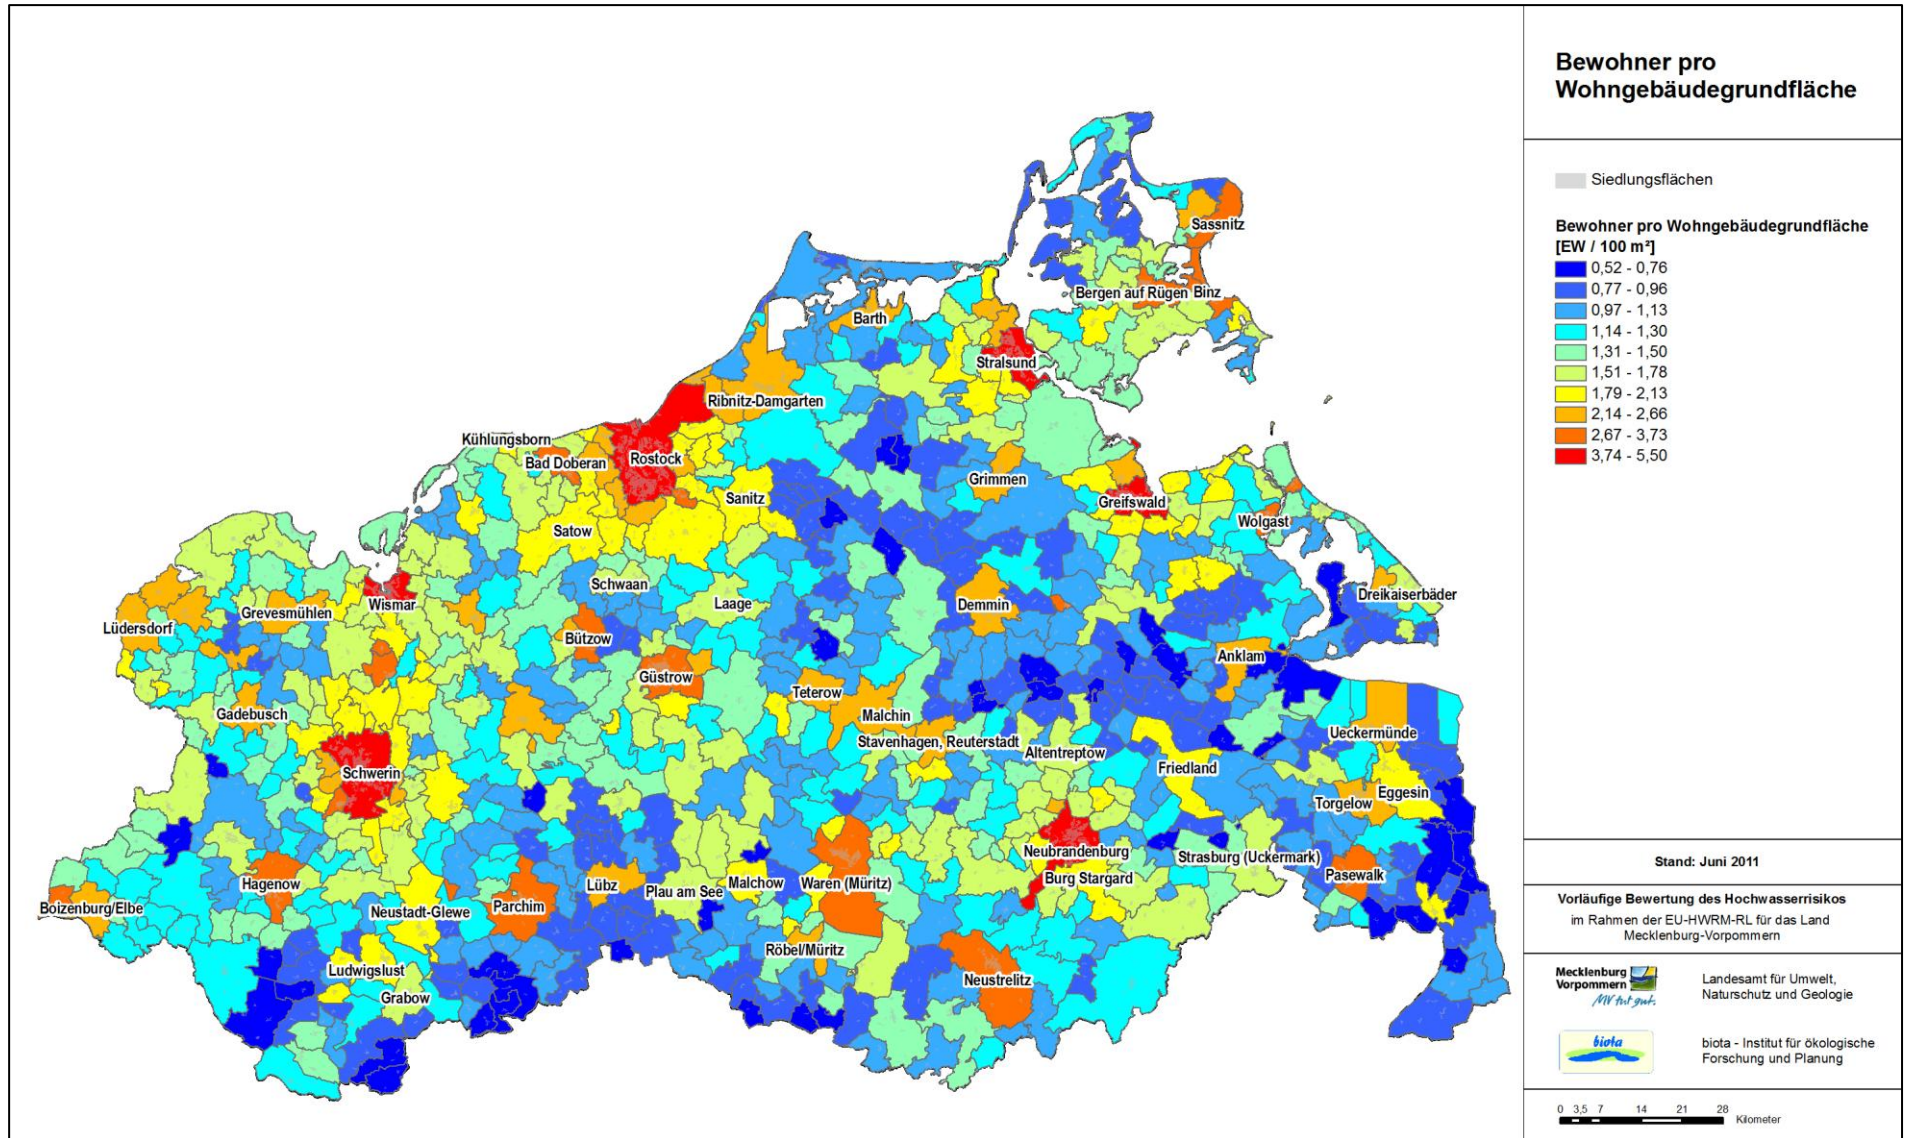 Bewohner pro
Wohngebäudegrundfläche
Siedlungsflächen
Bewohner pro Wohngebäudegrundfläche
[EW / 100 m²]
0,52 - 0,76
0,77 - 0,96
0,97 - 1,13
1,14 - 1,30
1,31 - 1,50
1,51 - 1,78
1,79 - 2,13
2,14 - 2,66
2,67 - 3,73
3,74 - 5,50
Sassnitz
Bergen auf Rügen
Binz
Barth
Stralsund
Ribnitz-Damgarten
Kühlungsborn
Bad Doberan
Rostock
Grimmen
Sanitz
Greifswald
Satow
Wolgast
Schwaan
Wismar
Laage
Demmin
Dreikaiserbäder
Grevesmühlen
Lüdersdorf
Bützow
Anklam
Güstrow
Teterow
Gadebusch
Malchin
Ueckermünde
Stavenhagen, Reuterstadt
Altentreptow
Schwerin
Friedland
Eggesin
Torgelow
Neubrandenburg
Strasburg (Uckermark)
Hagenow
Lübz
Plau am See
Malchow
Waren (Müritz)
Burg Stargard
Pasewalk
Boizenburg/Elbe
Neustadt-Glewe
Parchim
Röbel/Müritz
Ludwigslust
Neustrelitz
Grabow
Stand: Juni 2011
Vorläufige Bewertung des Hochwasserrisikos
im Rahmen der EU-HWRM-RL für das Land
Mecklenburg-Vorpommern
Mecklenburg
Vorpommern
MV tut gut.
Landesamt für Umwelt,
Naturschutz und Geologie
biota
biota - Institut für ökologische
Forschung und Planung
0 3,5 7 14 21 28
Kilometer